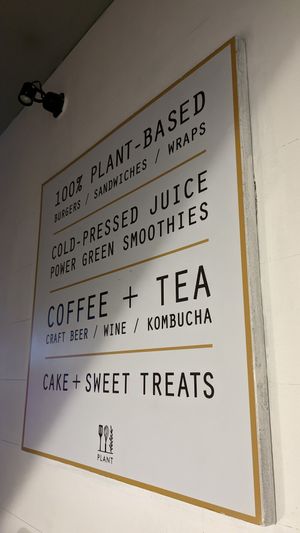 100% PLANT-BASED
BURGERS / SANDWICHES / WRAPS
COLD-PRESSED JUICE
POWER GREEN SMOOTHIES
COFFEE + TEA
CRAFT BEER / WINE / KOMBUCHA
CAKE + SWEET TREATS
PLANT